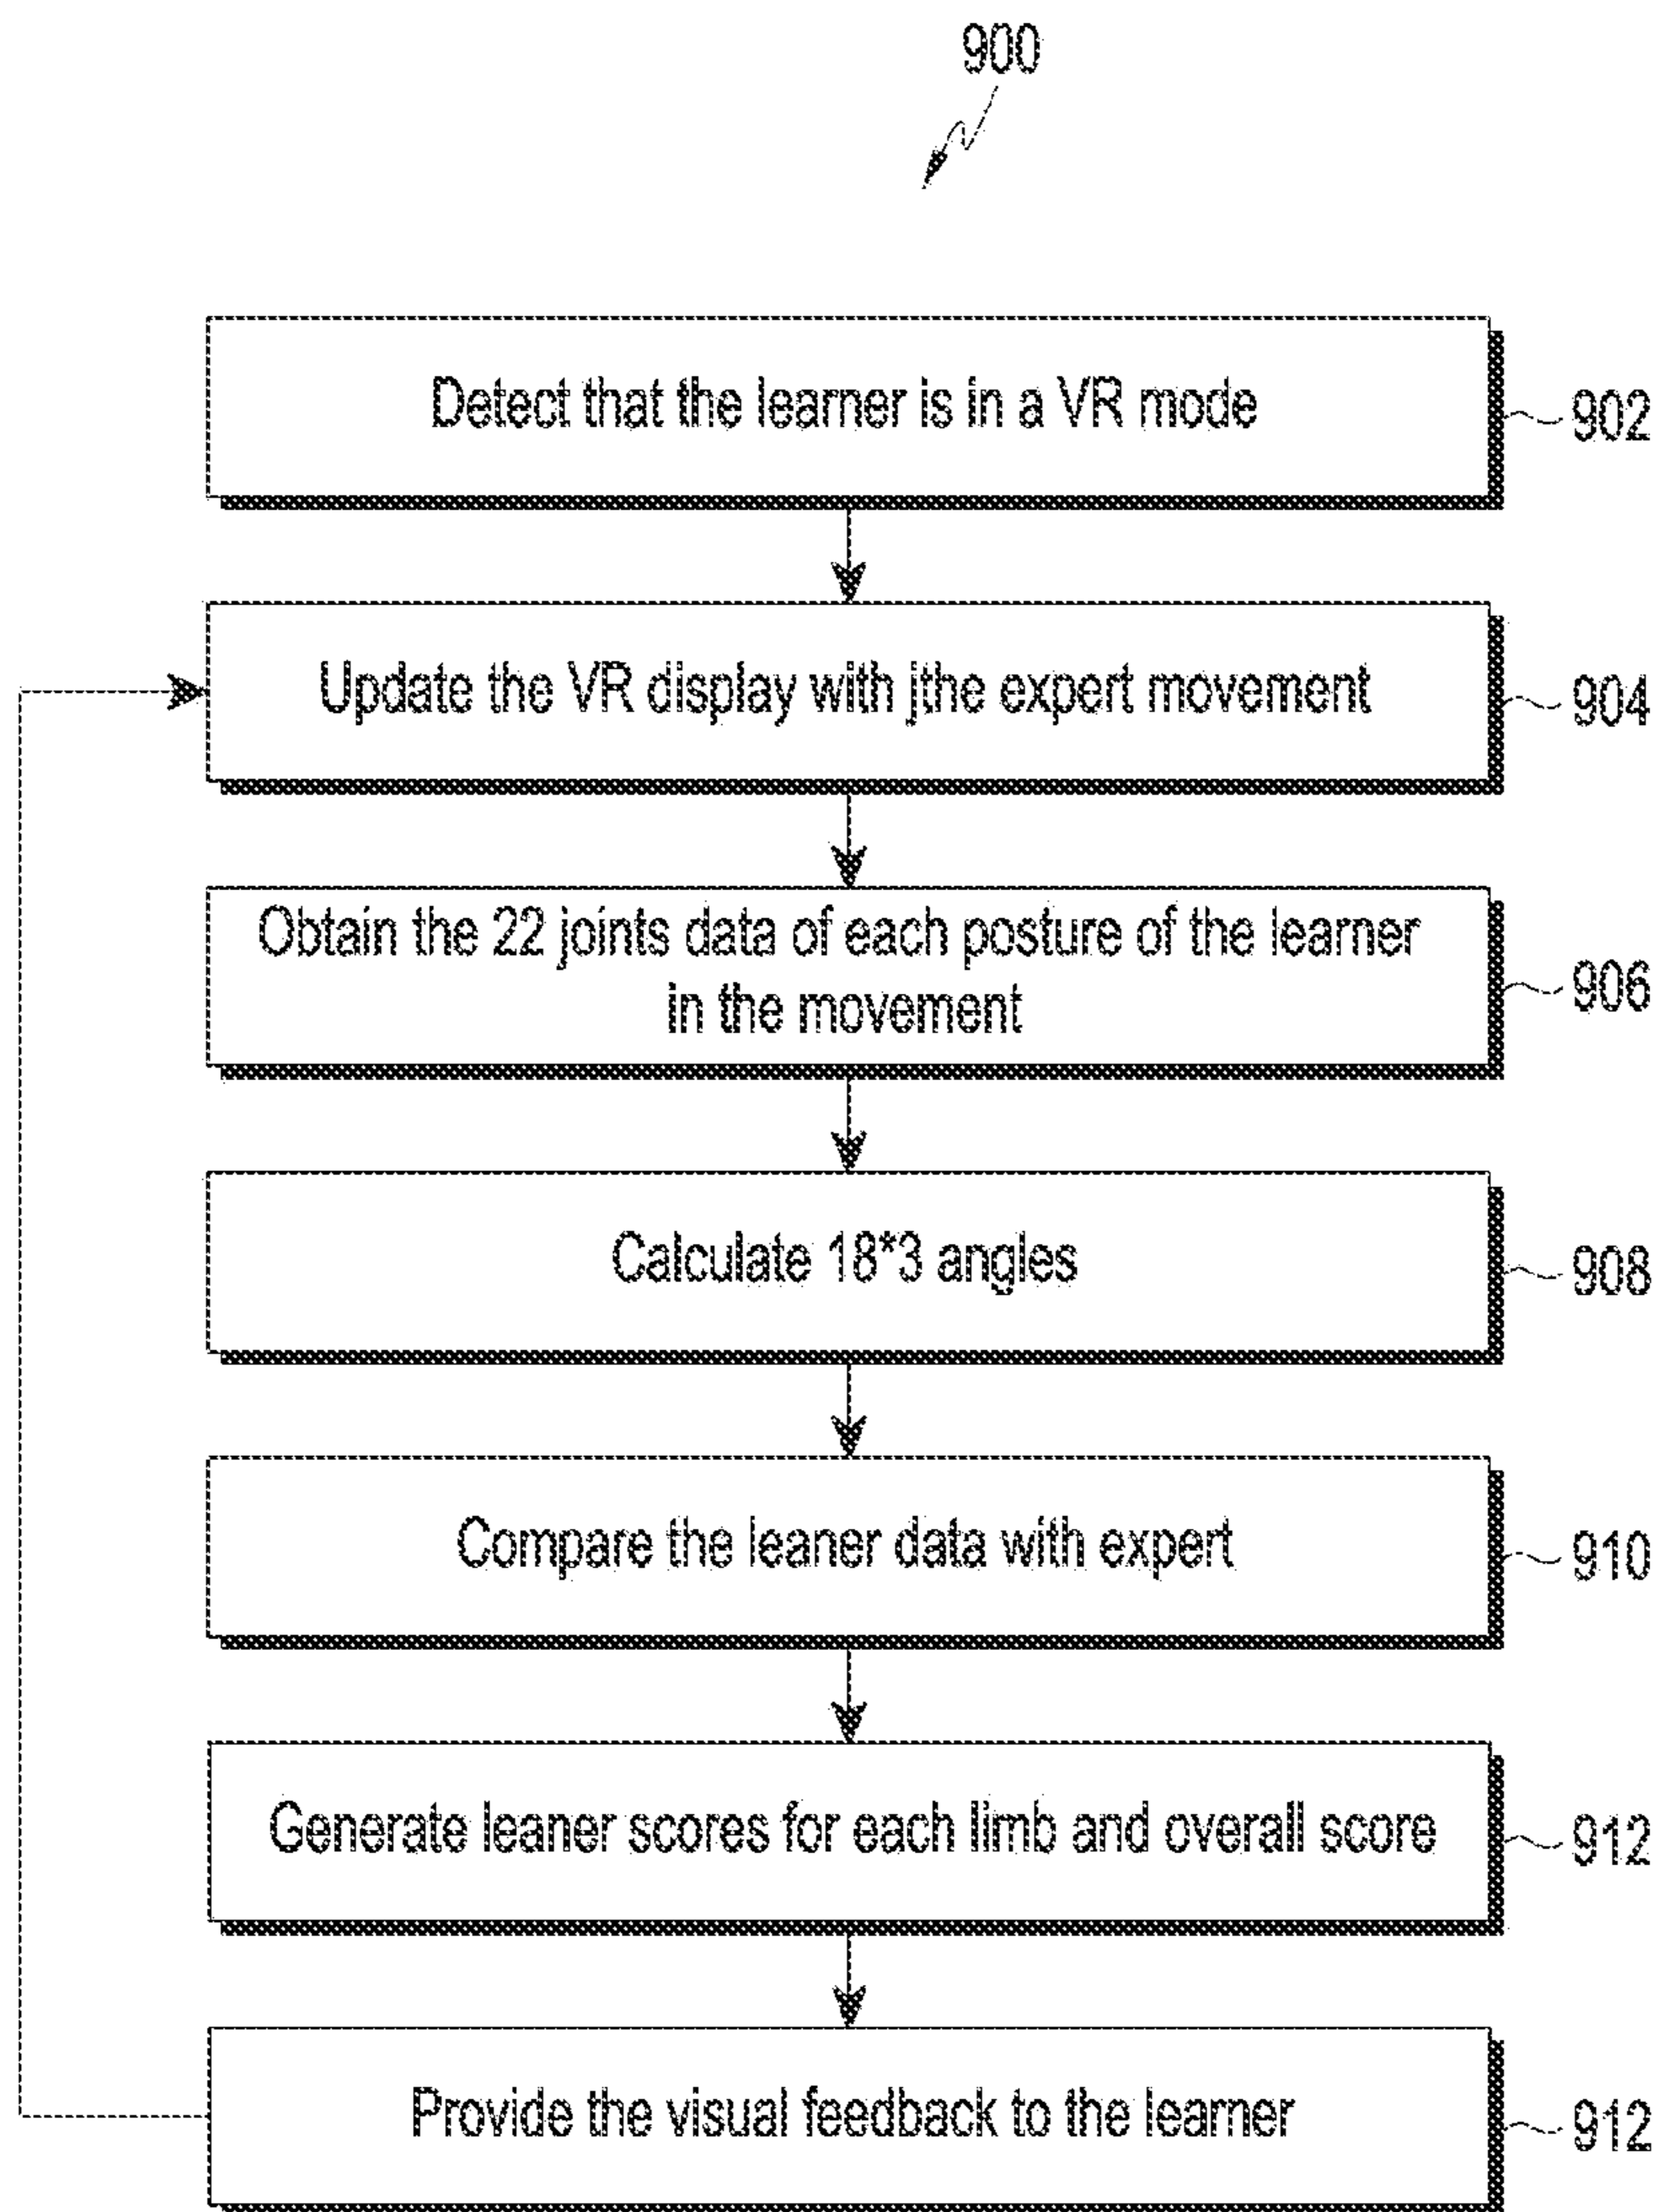 900
Detect that the learner is in a VR mode
902
Update the VR display with jthe expert movement
904
Obtain the 22 joints data of each posture of the learner
in the movement
906
Calculate 18*3 angles
908
Compare the leaner data with expert
910
Generate leaner scores for each limb and overall score
912
Provide the visual feedback to the learner
912